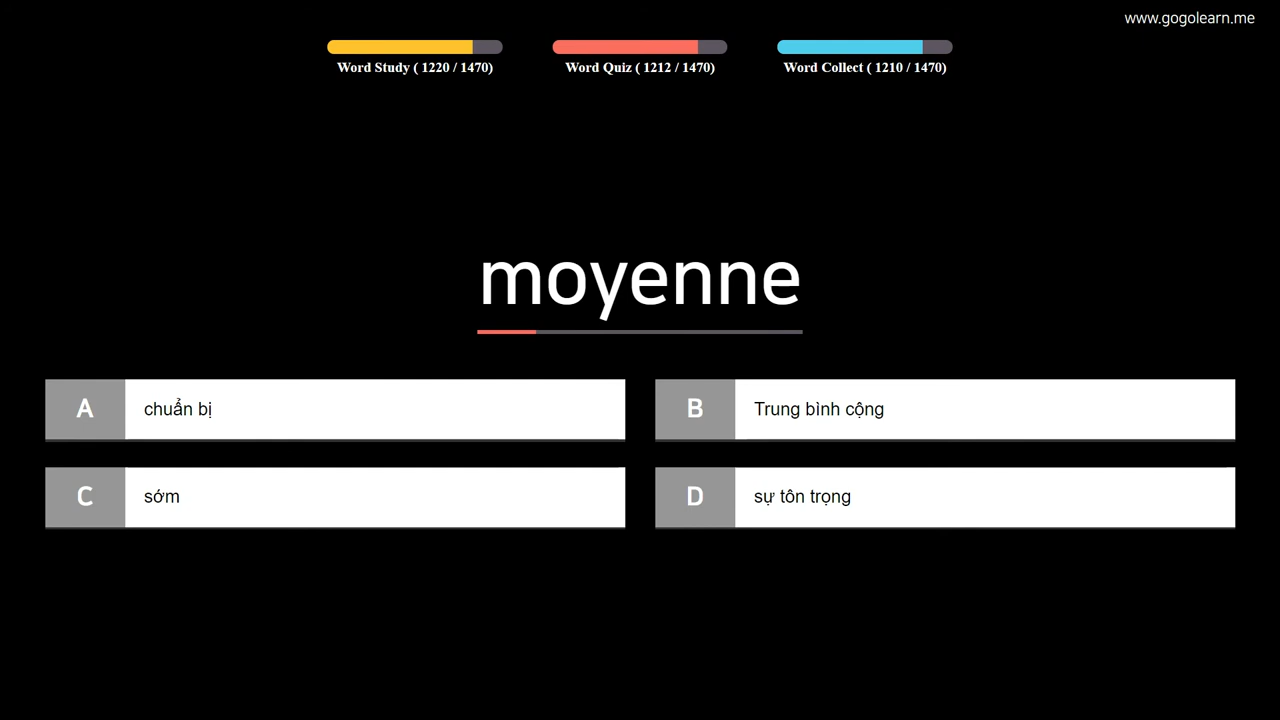 www.gogolearn.me
Word Study ( 1220 / 1470)
Word Quiz ( 1212 / 1470)
Word Collect ( 1210 / 1470)
moyenne
A chuẩn bị
B Trung bình cộng
C sớm
D sự tôn trọng